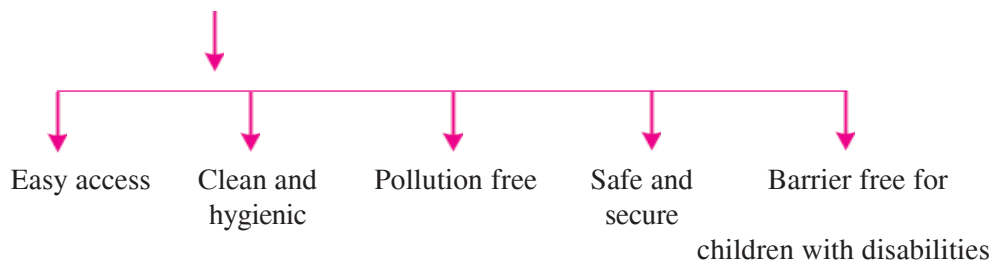 Easy access
Clean and
hygienic
Pollution free
Safe and
secure
Barrier free for
children with disabilities